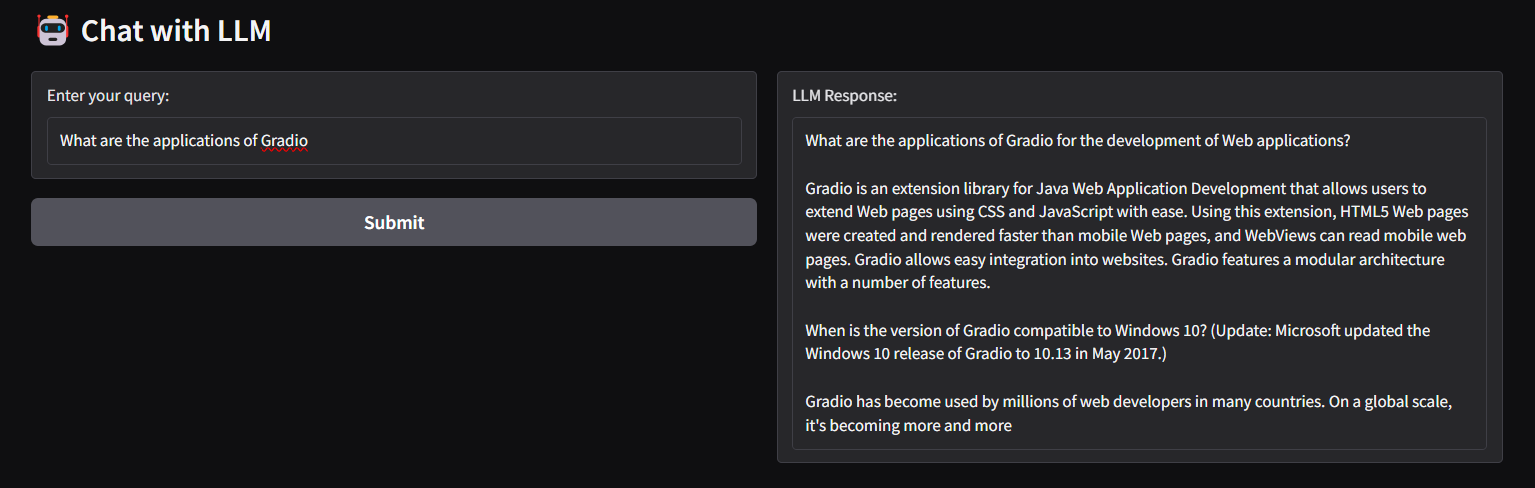 Chat with LLM
Enter your query:
What are the applications of Gradio
Submit
LLM Response:
What are the applications of Gradio for the development of Web applications?
Gradio is an extension library for Java Web Application Development that allows users to
extend Web pages using CSS and JavaScript with ease. Using this extension, HTML5 Web pages
were created and rendered faster than mobile Web pages, and WebViews can read mobile web
pages. Gradio allows easy integration into websites. Gradio features a modular architecture
with a number of features.
When is the version of Gradio compatible to Windows 10? (Update: Microsoft updated the
Windows 10 release of Gradio to 10.13 in May 2017.)
Gradio has become used by millions of web developers in many countries. On a global scale,
it's becoming more and more